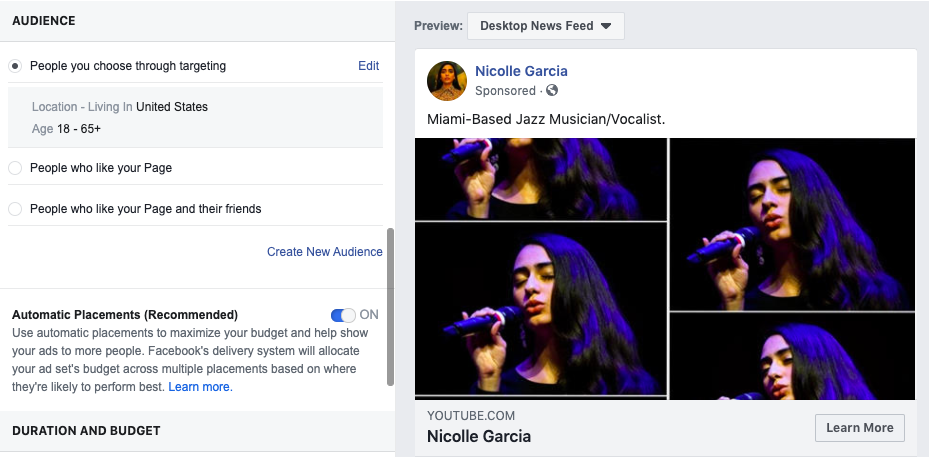 AUDIENCE
People you choose through targeting
Edit
Location - Living In United States
Age 18 - 65+
People who like your Page
People who like your Page and their friends
Create New Audience
Automatic Placements (Recommended)
ON
Use automatic placements to maximize your budget and help show
your ads to more people. Facebook's delivery system will allocate
your ad set's budget across multiple placements based on where
they're likely to perform best. Learn more.
DURATION AND BUDGET
Preview:
Desktop News Feed
Nicolle Garcia
Sponsored ·
Miami-Based Jazz Musician/Vocalist.
YOUTUBE.COM
Nicolle Garcia
Learn More